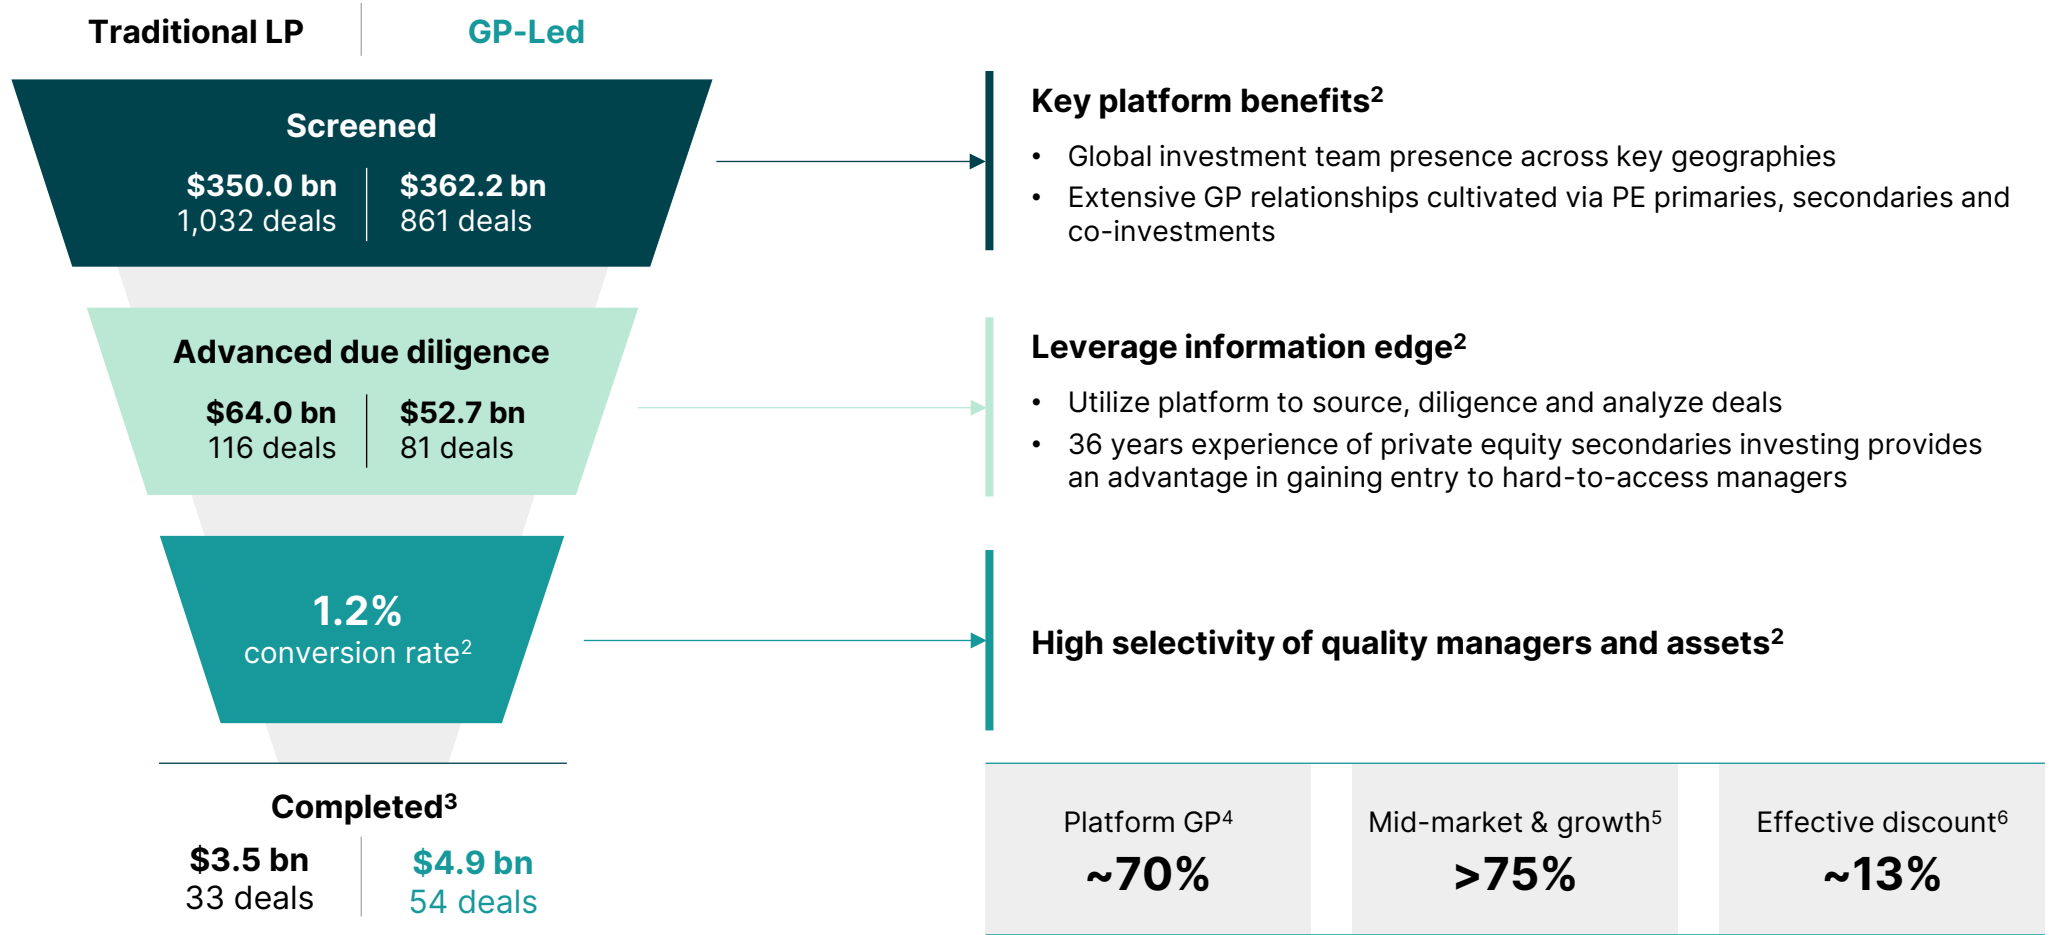 Traditional LP
GP-Led
Screened
$350.0 bn
1,032 deals
$362.2 bn
861 deals
Key platform benefits²
• Global investment team presence across key geographies
• Extensive GP relationships cultivated via PE primaries, secondaries and
co-investments
Advanced due diligence
$64.0 bn
116 deals
$52.7 bn
81 deals
Leverage information edge²
• Utilize platform to source, diligence and analyze deals
• 36 years experience of private equity secondaries investing provides
an advantage in gaining entry to hard-to-access managers
1.2%
conversion rate²
High selectivity of quality managers and assets²
Completed³
$3.5 bn
33 deals
$4.9 bn
54 deals
Platform GP⁴
~70%
Mid-market & growth⁵
>75%
Effective discount⁶
~13%